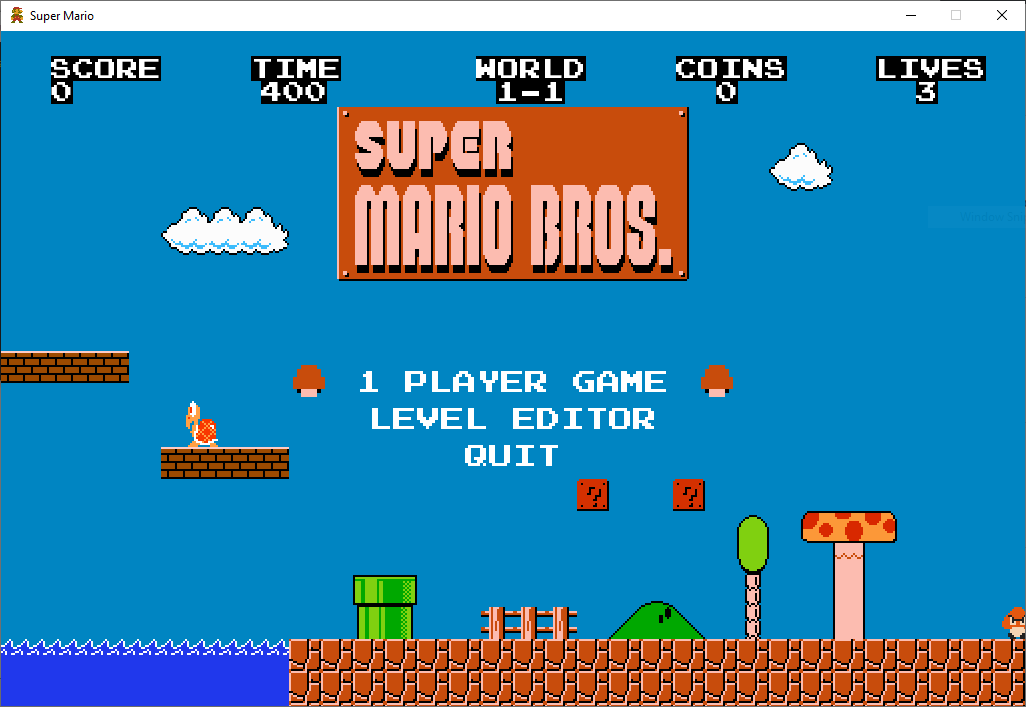 Super Mario
SCORE TIME WORLD COINS LIVES
0 400 1-1 0 3
SUPER
MARIO BROS.
1 PLAYER GAME
LEVEL EDITOR
QUIT
? ?